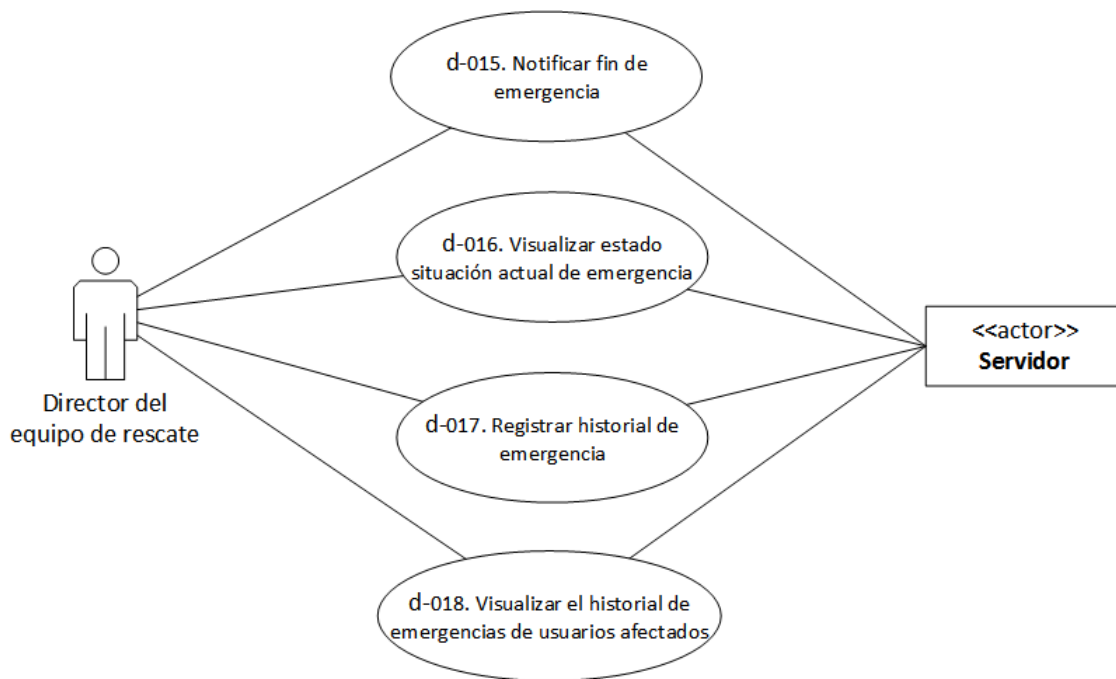 d-015. Notificar fin de
emergencia
d-016. Visualizar estado
situación actual de emergencia
<<actor>>
Servidor
Director del
equipo de rescate
d-017. Registrar historial de
emergencia
d-018. Visualizar el historial de
emergencias de usuarios afectados